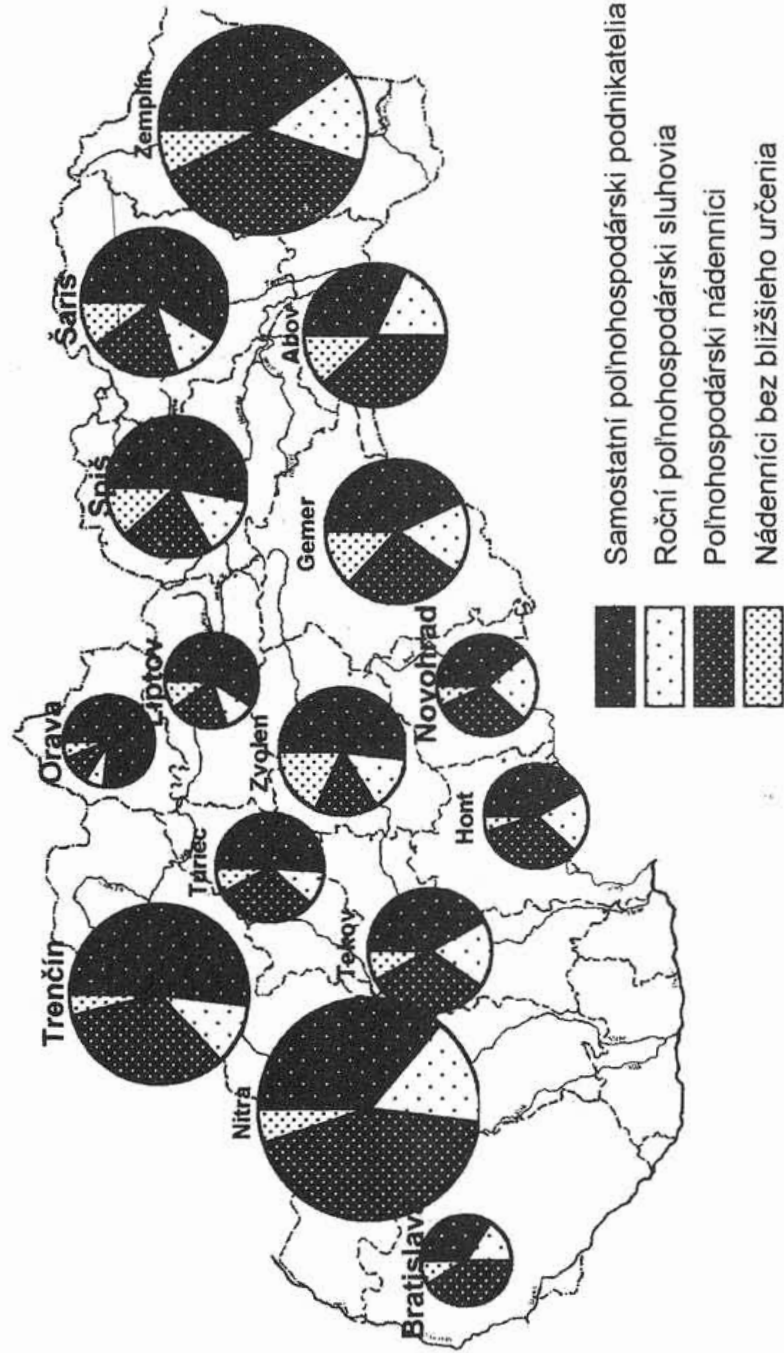 Zemplín
Šariš
Abov
Spiš
Gemer
Liptov
Orava
Novohrad
Zvolen
Hont
Turiec
Tekov
Trenčín
Nitra
Bratislava
Samostatní poľnohospodárski podnikatelia
Roční poľnohospodárski sluhovia
Poľnohospodárski nádenníci
Nádenníci bez bližšieho určenia